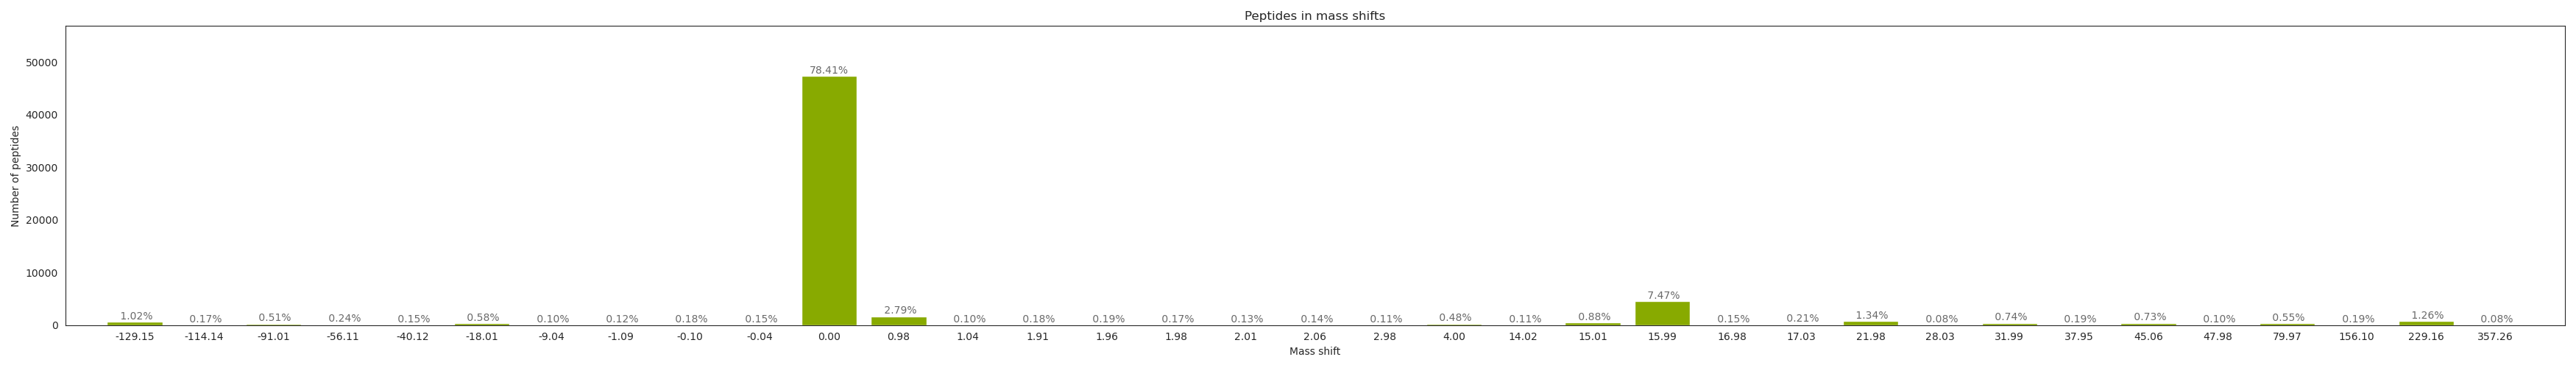 Peptides in mass shifts
Number of peptides
50000
40000
30000
20000
10000
0
1.02% 0.17% 0.51% 0.24% 0.15% 0.58% 0.10% 0.12% 0.18% 0.15% 78.41% 2.79% 0.10% 0.18% 0.19% 0.17% 0.13% 0.14% 0.11% 0.48% 0.11% 0.88% 7.47% 0.15% 0.21% 1.34% 0.08% 0.74% 0.19% 0.73% 0.10% 0.55% 0.19% 1.26% 0.08%
-129.15 -114.14 -91.01 -56.11 -40.12 -18.01 -9.04 -1.09 -0.10 -0.04 0.00 0.98 1.04 1.91 1.96 1.98 2.01 2.06 2.98 4.00 14.02 15.01 15.99 16.98 17.03 21.98 28.03 31.99 37.95 45.06 47.98 79.97 156.10 229.16 357.26
Mass shift